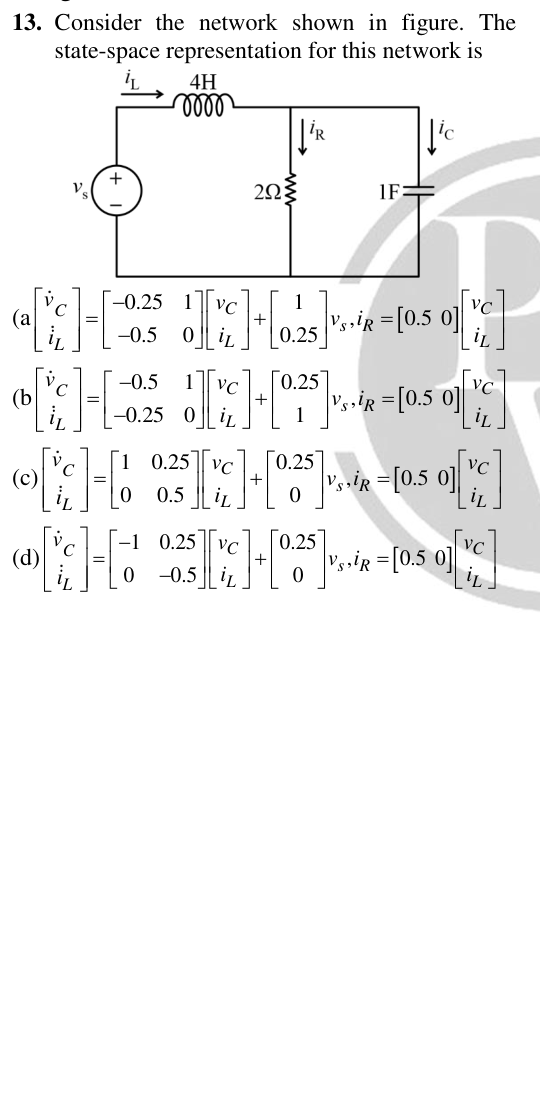 13. Consider the network shown in figure. The
state-space representation for this network is
i_L 4H
i_R i_C
v_s + − 2Ω 1F
(a [v̇_C; i̇_L] = [−0.25 1; −0.5 0] [v_C; i_L] + [1; 0.25] v_s, i_R = [0.5 0] [v_C; i_L]
(b [v̇_C; i̇_L] = [−0.5 1; −0.25 0] [v_C; i_L] + [0.25; 1] v_s, i_R = [0.5 0] [v_C; i_L]
(c) [v̇_C; i̇_L] = [1 0.25; 0 0.5] [v_C; i_L] + [0.25; 0] v_s, i_R = [0.5 0] [v_C; i_L]
(d) [v̇_C; i̇_L] = [−1 0.25; 0 −0.5] [v_C; i_L] + [0.25; 0] v_s, i_R = [0.5 0] [v_C; i_L]